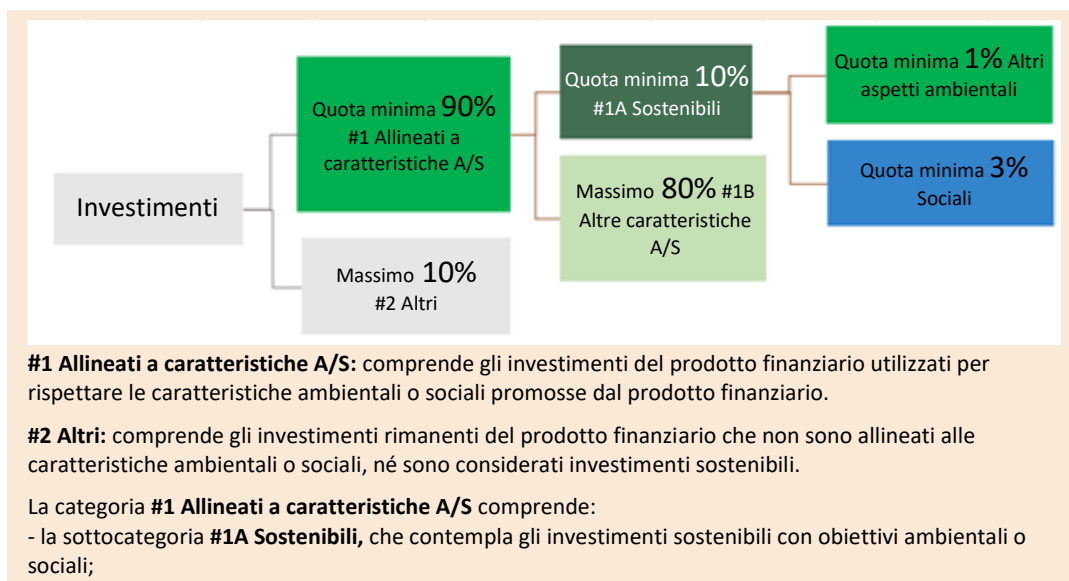 Investimenti
Quota minima 90%
#1 Allineati a
caratteristiche A/S
Massimo 10%
#2 Altri
Quota minima 10%
#1A Sostenibili
Massimo 80% #1B
Altre caratteristiche
A/S
Quota minima 1% Altri
aspetti ambientali
Quota minima 3%
Sociali
#1 Allineati a caratteristiche A/S: comprende gli investimenti del prodotto finanziario utilizzati per
rispettare le caratteristiche ambientali o sociali promosse dal prodotto finanziario.
#2 Altri: comprende gli investimenti rimanenti del prodotto finanziario che non sono allineati alle
caratteristiche ambientali o sociali, né sono considerati investimenti sostenibili.
La categoria #1 Allineati a caratteristiche A/S comprende:
- la sottocategoria #1A Sostenibili, che contempla gli investimenti sostenibili con obiettivi ambientali o
sociali;